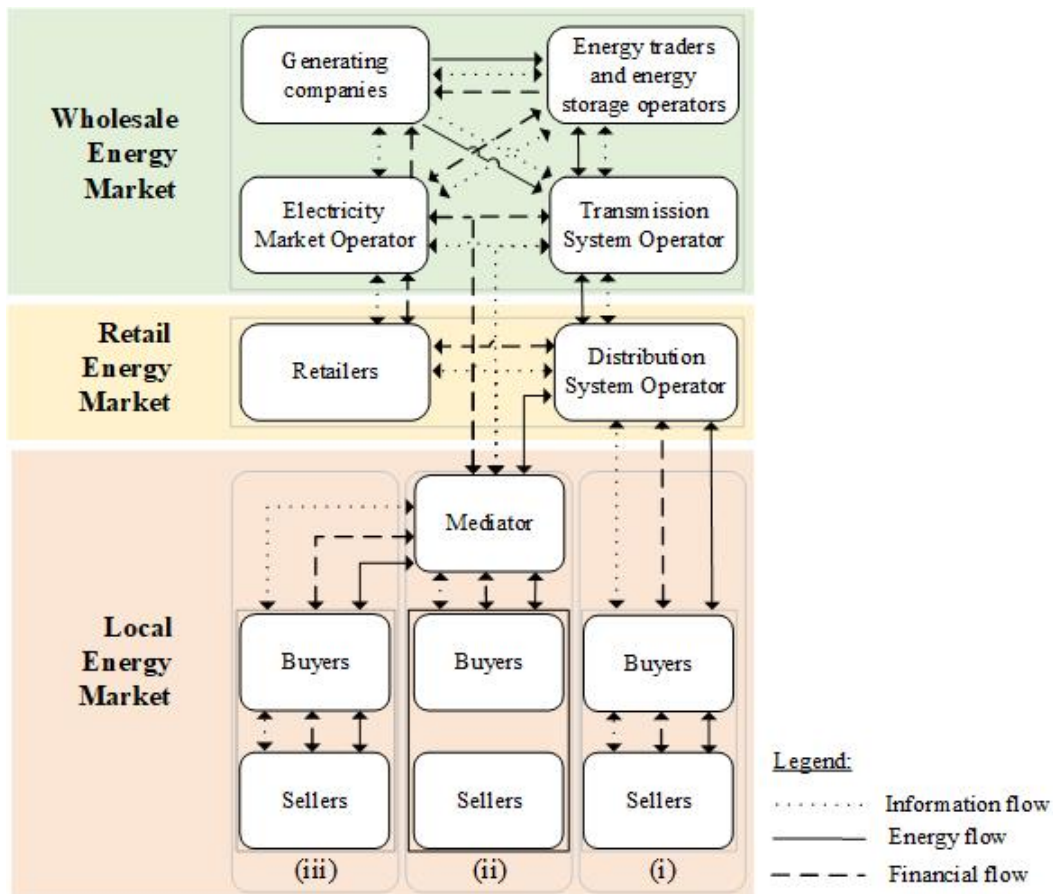 Wholesale
Energy
Market
Generating
companies
Energy traders
and energy
storage operators
Electricity
Market Operator
Transmission
System Operator
Retail
Energy
Market
Retailers
Distribution
System Operator
Local
Energy
Market
Mediator
Buyers
Buyers
Buyers
Sellers
Sellers
Sellers
(iii)
(ii)
(i)
Legend:
Information flow
Energy flow
Financial flow